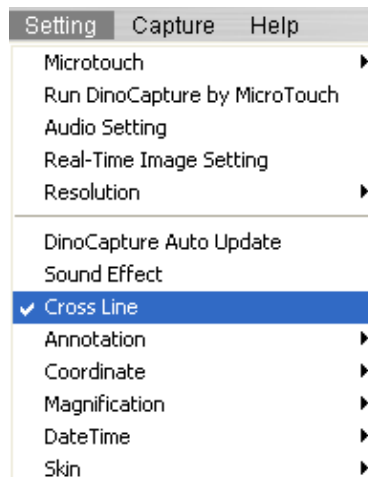 Setting Capture Help
Microtouch
Run DinoCapture by MicroTouch
Audio Setting
Real-Time Image Setting
Resolution
DinoCapture Auto Update
Sound Effect
Cross Line
Annotation
Coordinate
Magnification
DateTime
Skin